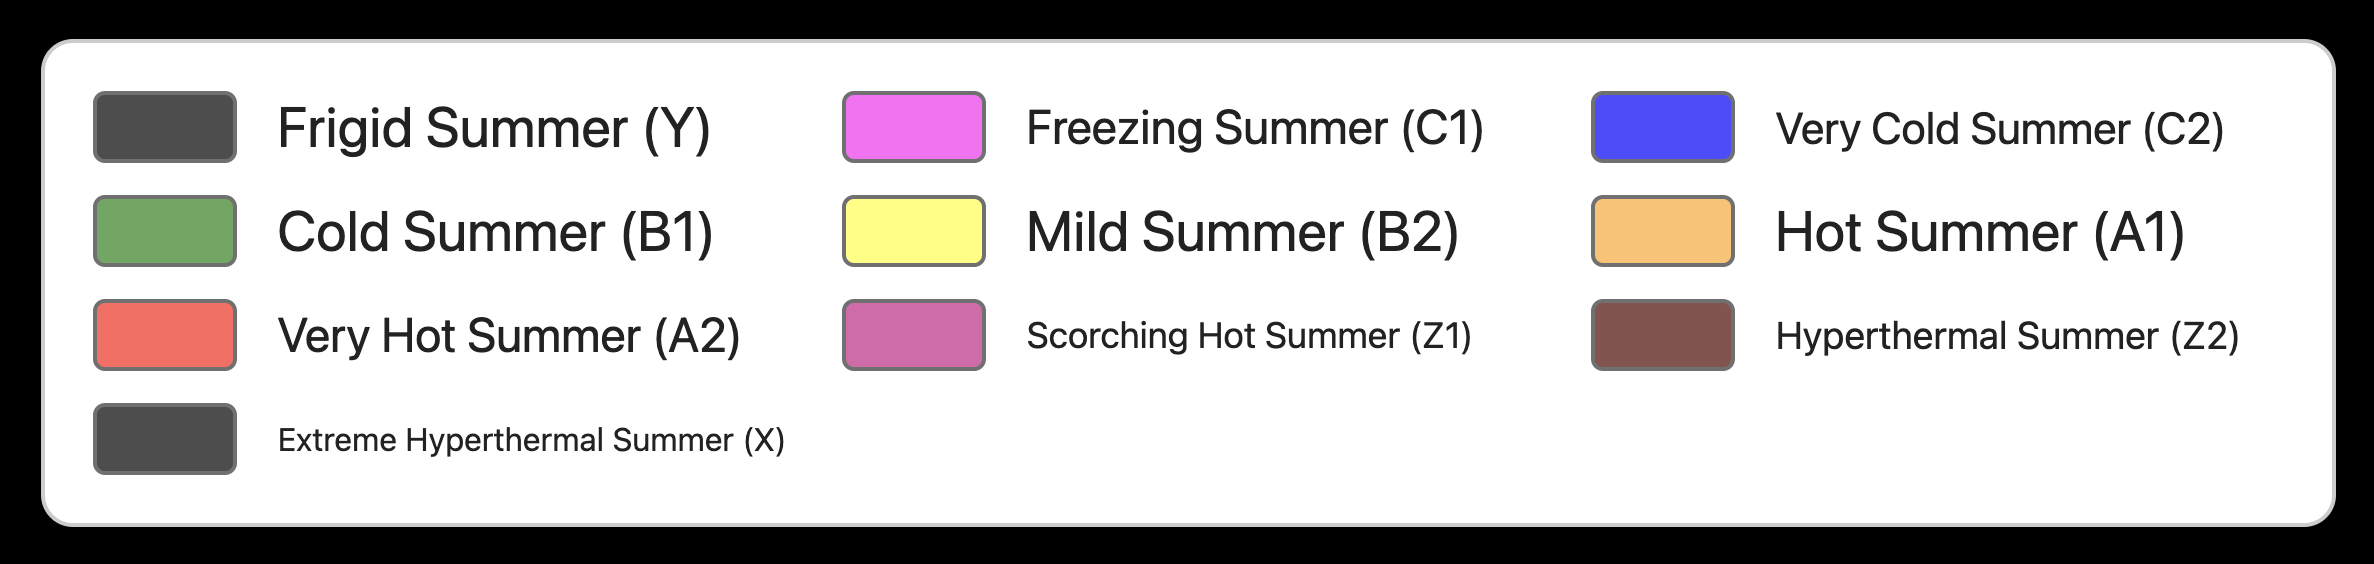 Frigid Summer (Y)
Freezing Summer (C1)
Very Cold Summer (C2)
Cold Summer (B1)
Mild Summer (B2)
Hot Summer (A1)
Very Hot Summer (A2)
Scorching Hot Summer (Z1)
Hyperthermal Summer (Z2)
Extreme Hyperthermal Summer (X)